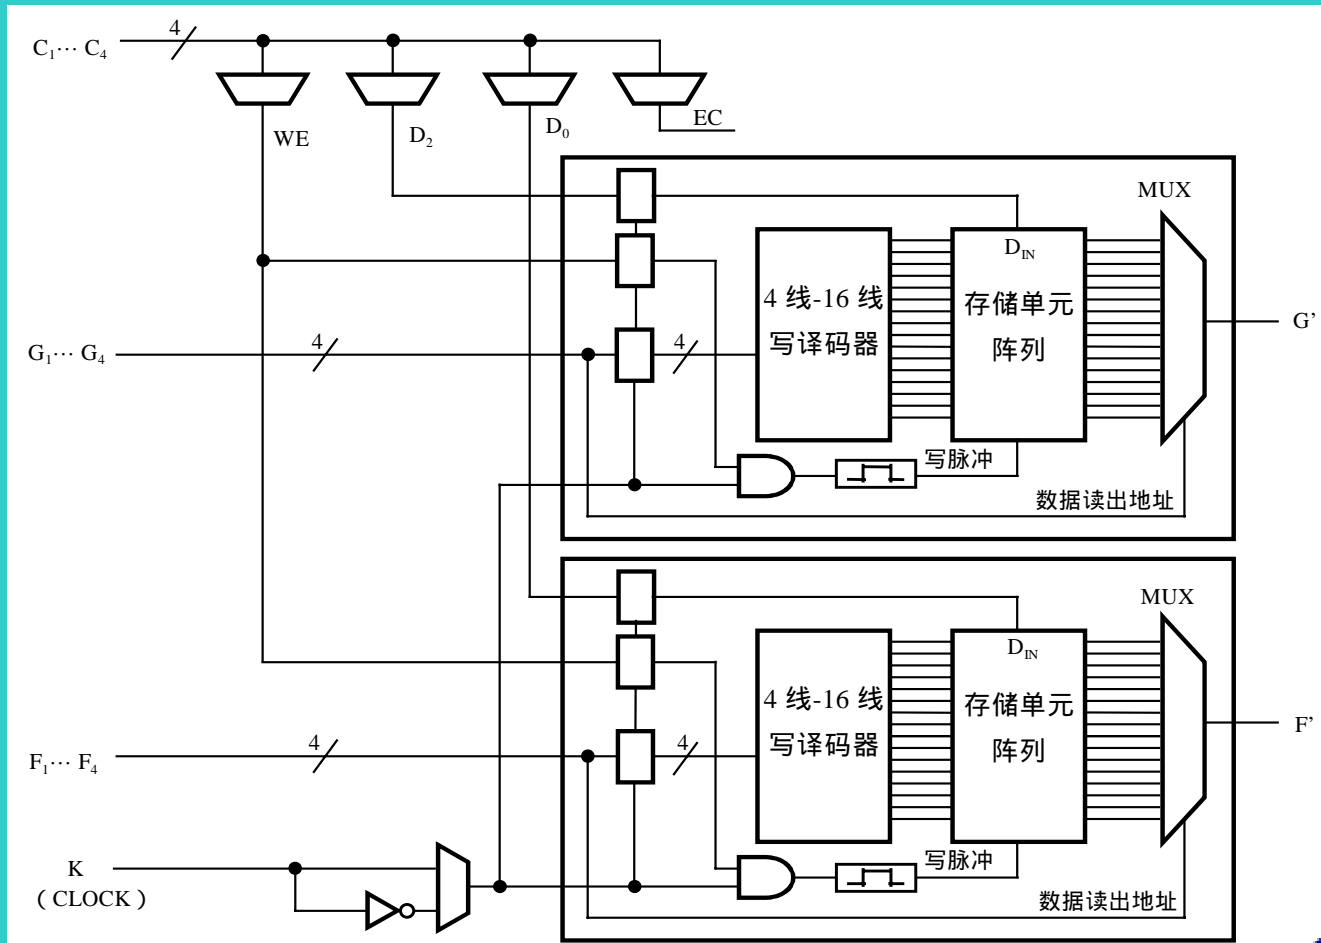 C₁… C₄
4
WE
D₂
D₀
EC
MUX
D_IN
4 线-16 线
写译码器
存储单元
阵列
G'
G₁… G₄
4
4
写脉冲
数据读出地址
MUX
D_IN
4 线-16 线
写译码器
存储单元
阵列
F'
F₁… F₄
4
4
写脉冲
数据读出地址
K
（ CLOCK ）